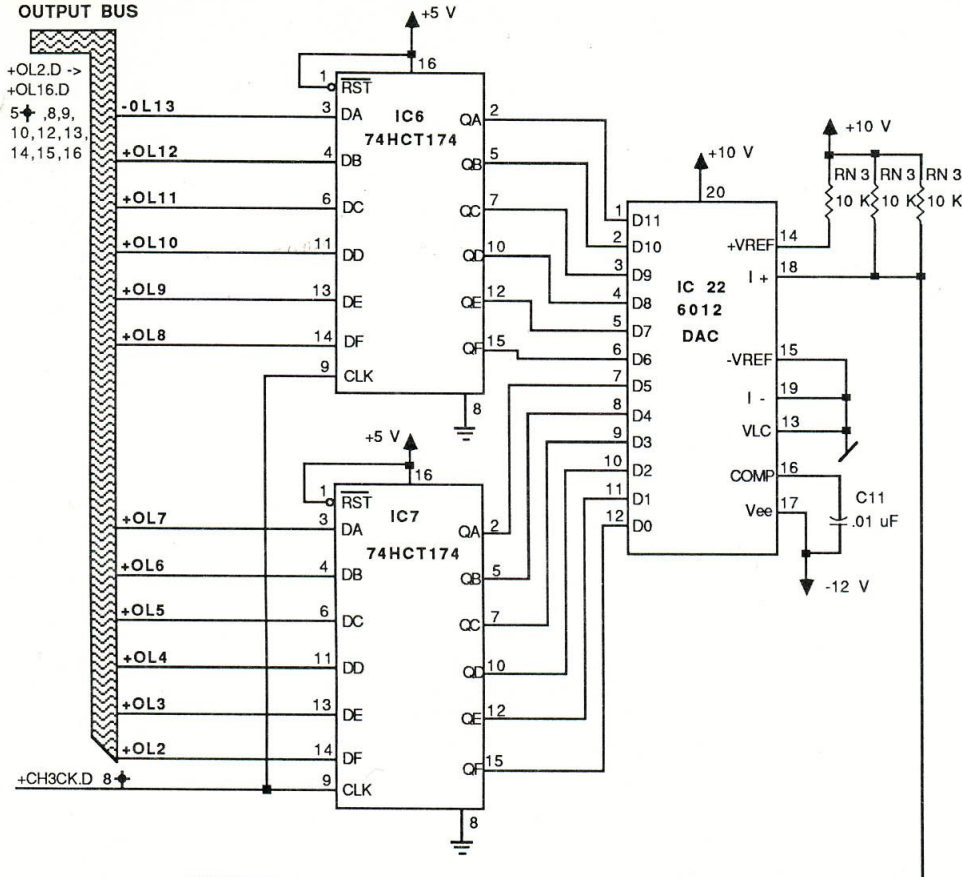 OUTPUT BUS
+OL2.D ->
+OL16.D
5 ,8,9,
10,12,13,
14,15,16
-0L13
+OL12
+OL11
+OL10
+OL9
+OL8
+OL7
+OL6
+OL5
+OL4
+OL3
+OL2
+CH3CK.D 8
+5 V
16
1
RST
3
DA
4
DB
6
DC
11
DD
13
DE
14
DF
9
CLK
IC6
74HCT174
QA
2
QB
5
QC
7
QD
10
QE
12
QF
15
8
+5 V
16
1
RST
3
DA
4
DB
6
DC
11
DD
13
DE
14
DF
9
CLK
IC7
74HCT174
QA
2
QB
5
QC
7
QD
10
QE
12
QF
15
8
+10 V
20
1
D11
2
D10
3
D9
4
D8
5
D7
6
D6
7
D5
8
D4
9
D3
10
D2
11
D1
12
D0
IC 22
6012
DAC
+VREF
14
I +
18
-VREF
15
I -
19
VLC
13
COMP
16
Vee
17
+10 V
RN 3
10 K
RN 3
10 K
RN 3
10 K
C11
.01 uF
-12 V